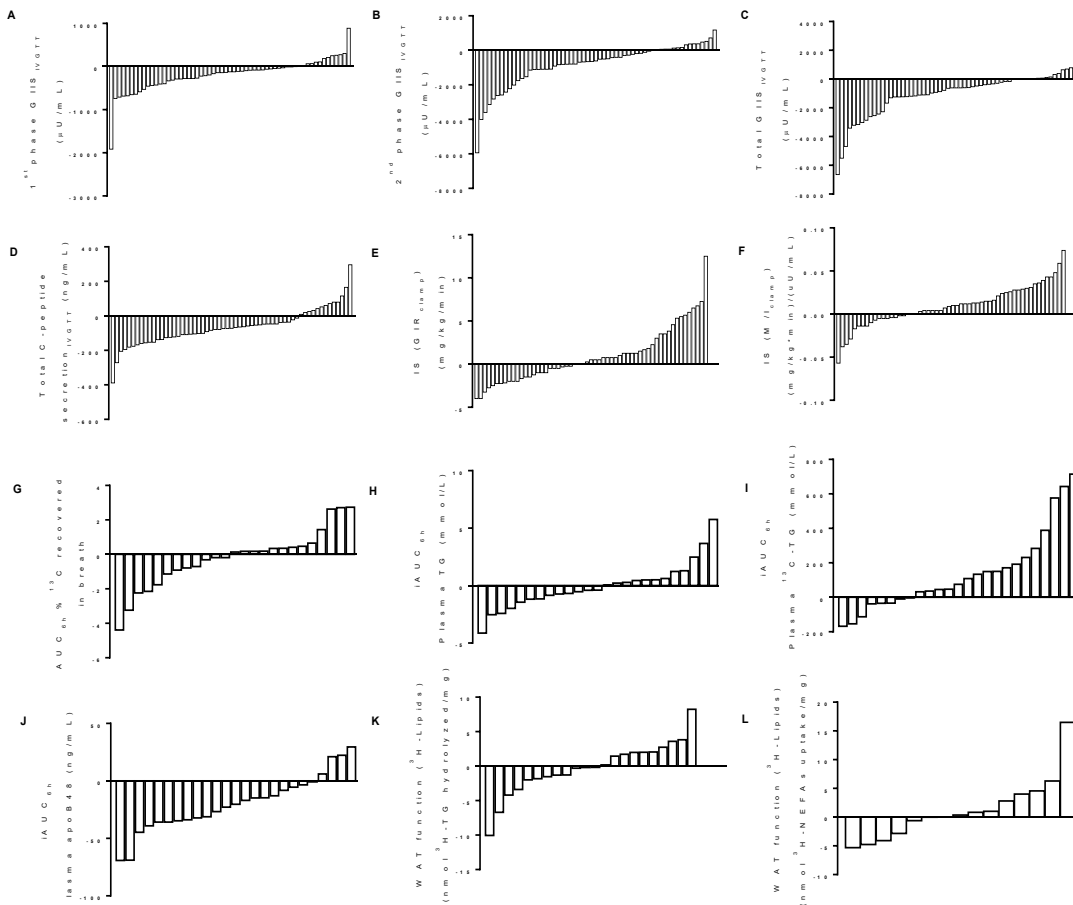 A
1st phase GIIS IVGTT
(µU/mL)
1000
0
-1000
-2000
-3000
B
2nd phase GIIS IVGTT
(µU/mL)
2000
0
-2000
-4000
-6000
-8000
C
Total GIIS IVGTT
(µU/mL)
4000
2000
0
-2000
-4000
-6000
-8000
D
Total C-peptide
secretion IVGTT (ng/mL)
400
200
0
-200
-400
-600
E
IS (GIR clamp)
(mg/kg/min)
15
10
5
0
-5
F
IS (M/I clamp)
(mg/kg*min)/(uU/mL)
0.10
0.05
0.00
-0.05
-0.10
G
AUC6h % 13C recovered
in breath
4
2
0
-2
-4
-6
H
iAUC6h
Plasma TG (mmol/L)
10
5
0
-5
I
iAUC6h
Plasma 13C-TG (mmol/L)
800
600
400
200
0
-200
J
iAUC6h
lasma apoB48 (ng/mL)
50
0
-50
-100
K
WAT function (3H-Lipids)
(nmol 3H-TG hydrolyzed/mg)
10
5
0
-5
-10
-15
L
WAT function (3H-Lipids)
(nmol 3H-NEFAs uptake/mg)
20
15
10
5
0
-5
-10